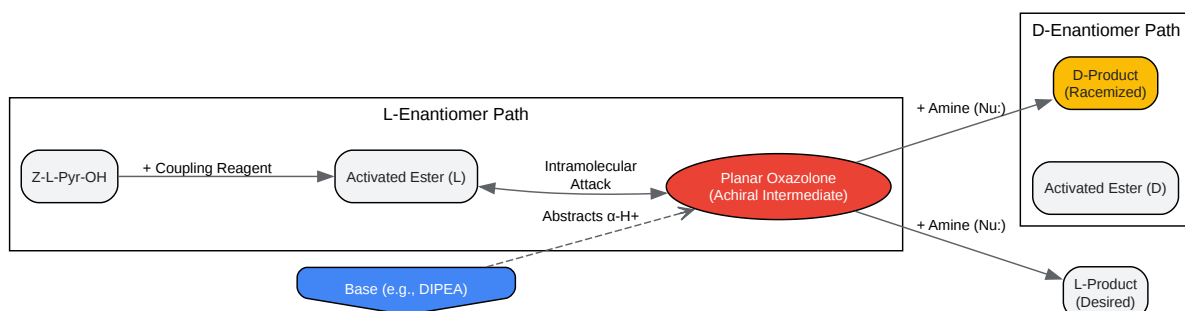 D-Enantiomer Path
D-Product
(Racemized)
+ Amine (Nu:)
L-Enantiomer Path
Z-L-Pyr-OH
+ Coupling Reagent
Activated Ester (L)
Intramolecular
Attack
Planar Oxazolone
(Achiral Intermediate)
Activated Ester (D)
Abstracts α-H+
+ Amine (Nu:)
Base (e.g., DIPEA)
L-Product
(Desired)